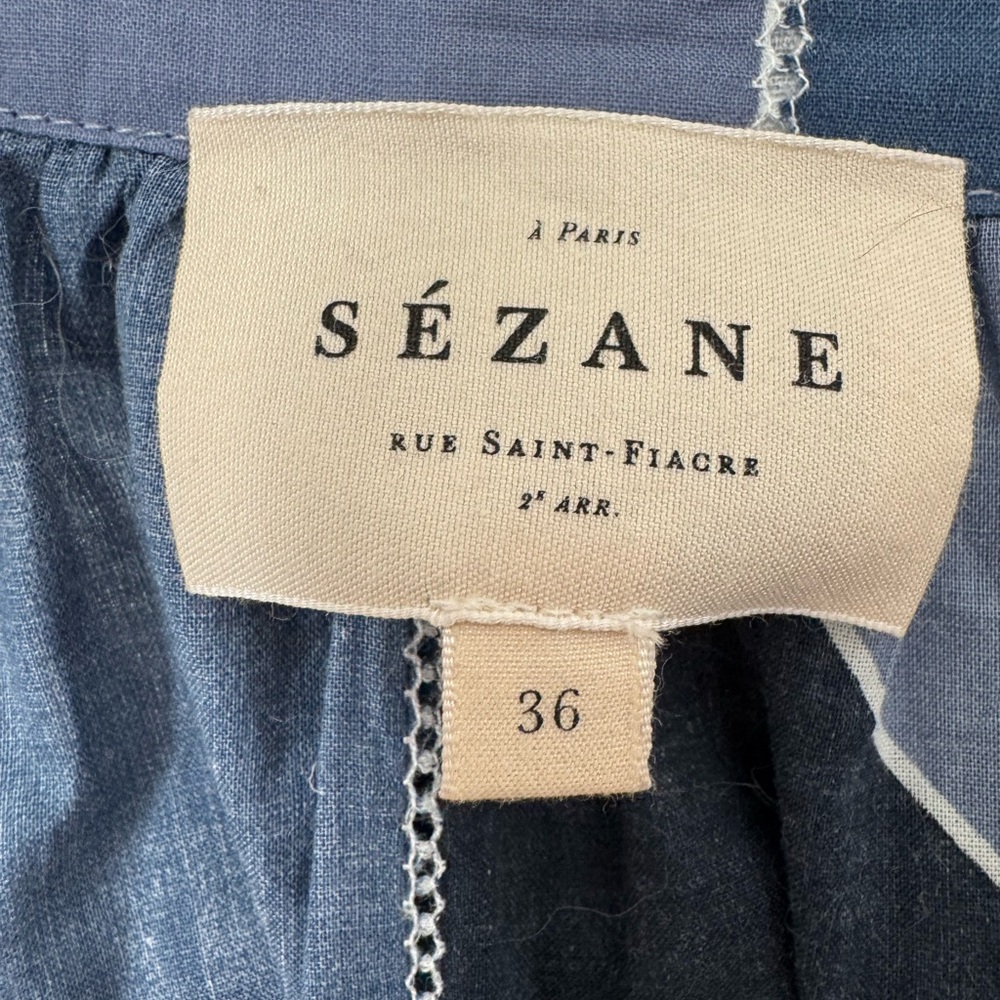 À PARIS
SÉZANE
RUE SAINT-FIACRE
2E ARR.
36